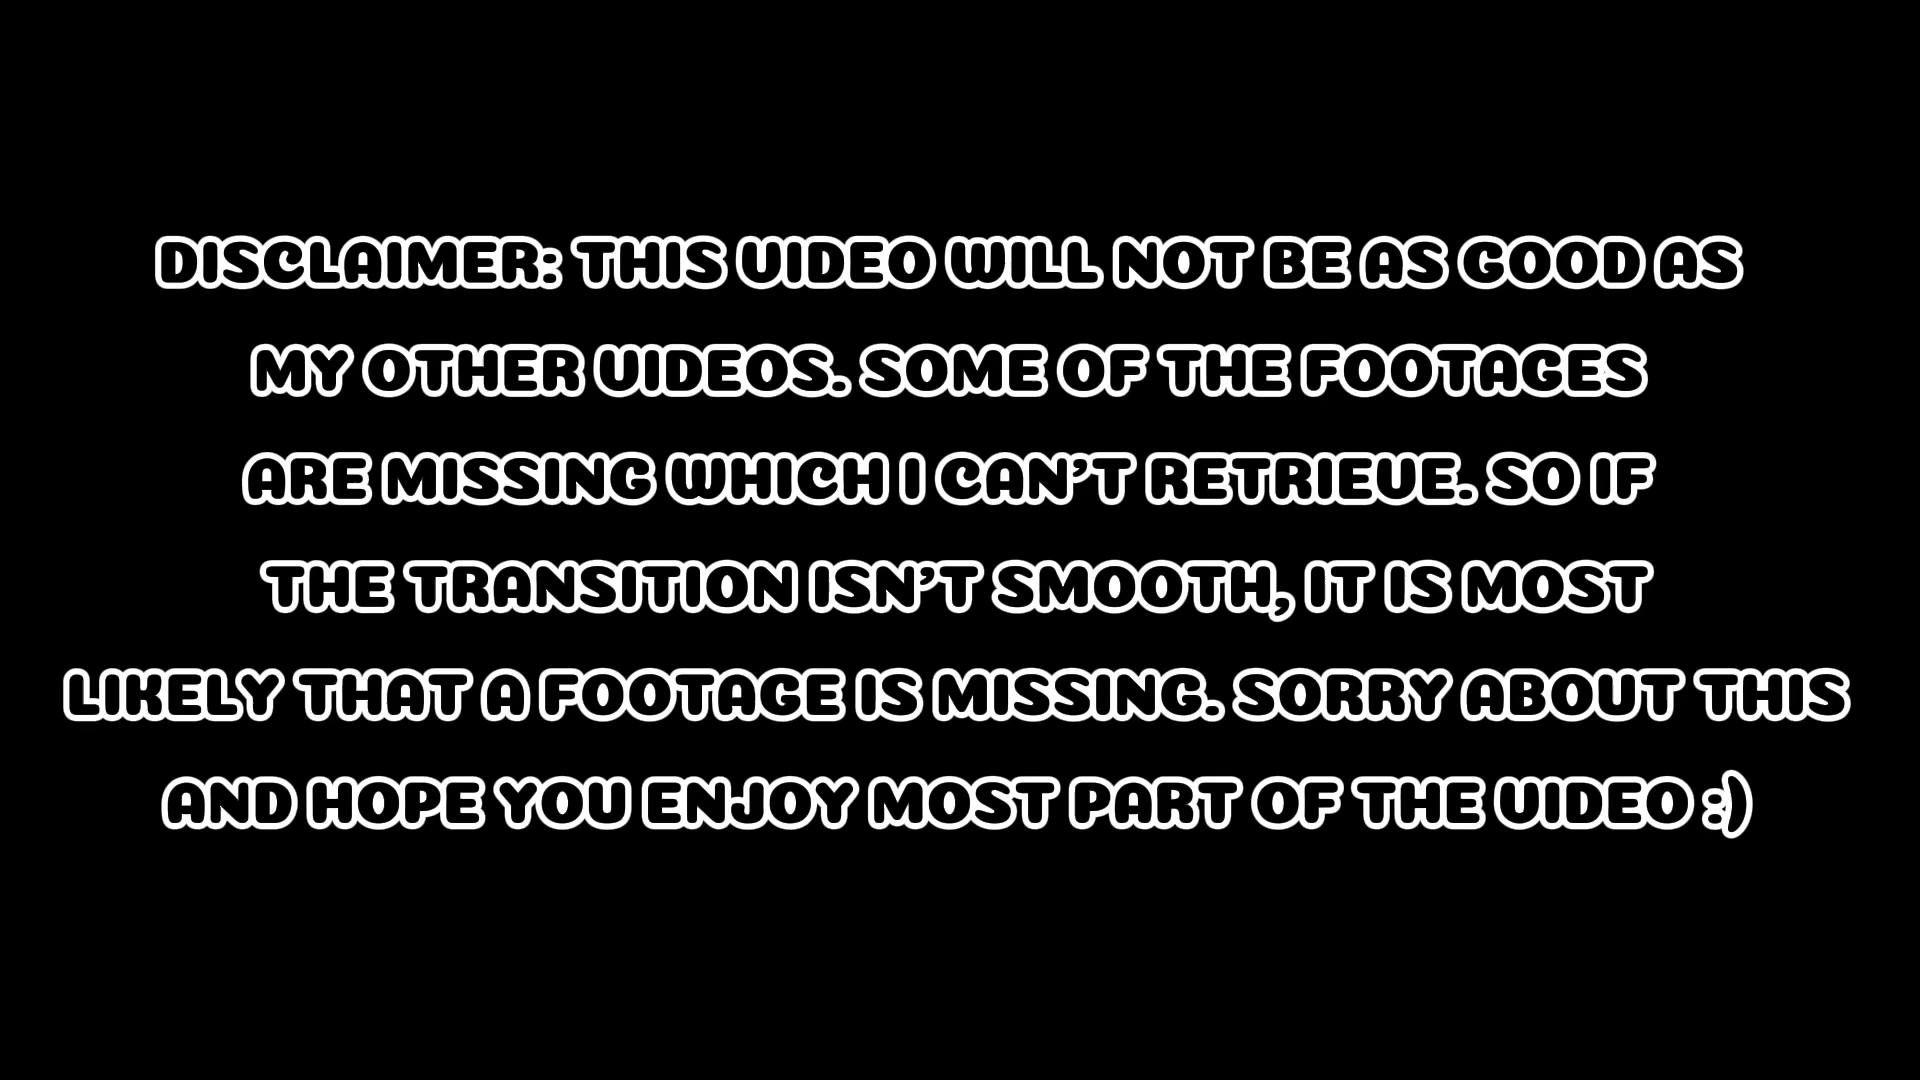 DISCLAIMER: THIS VIDEO WILL NOT BE AS GOOD AS
MY OTHER VIDEOS. SOME OF THE FOOTAGES
ARE MISSING WHICH I CAN'T RETRIEVE. SO IF
THE TRANSITION ISN'T SMOOTH, IT IS MOST
LIKELY THAT A FOOTAGE IS MISSING. SORRY ABOUT THIS
AND HOPE YOU ENJOY MOST PART OF THE VIDEO :)